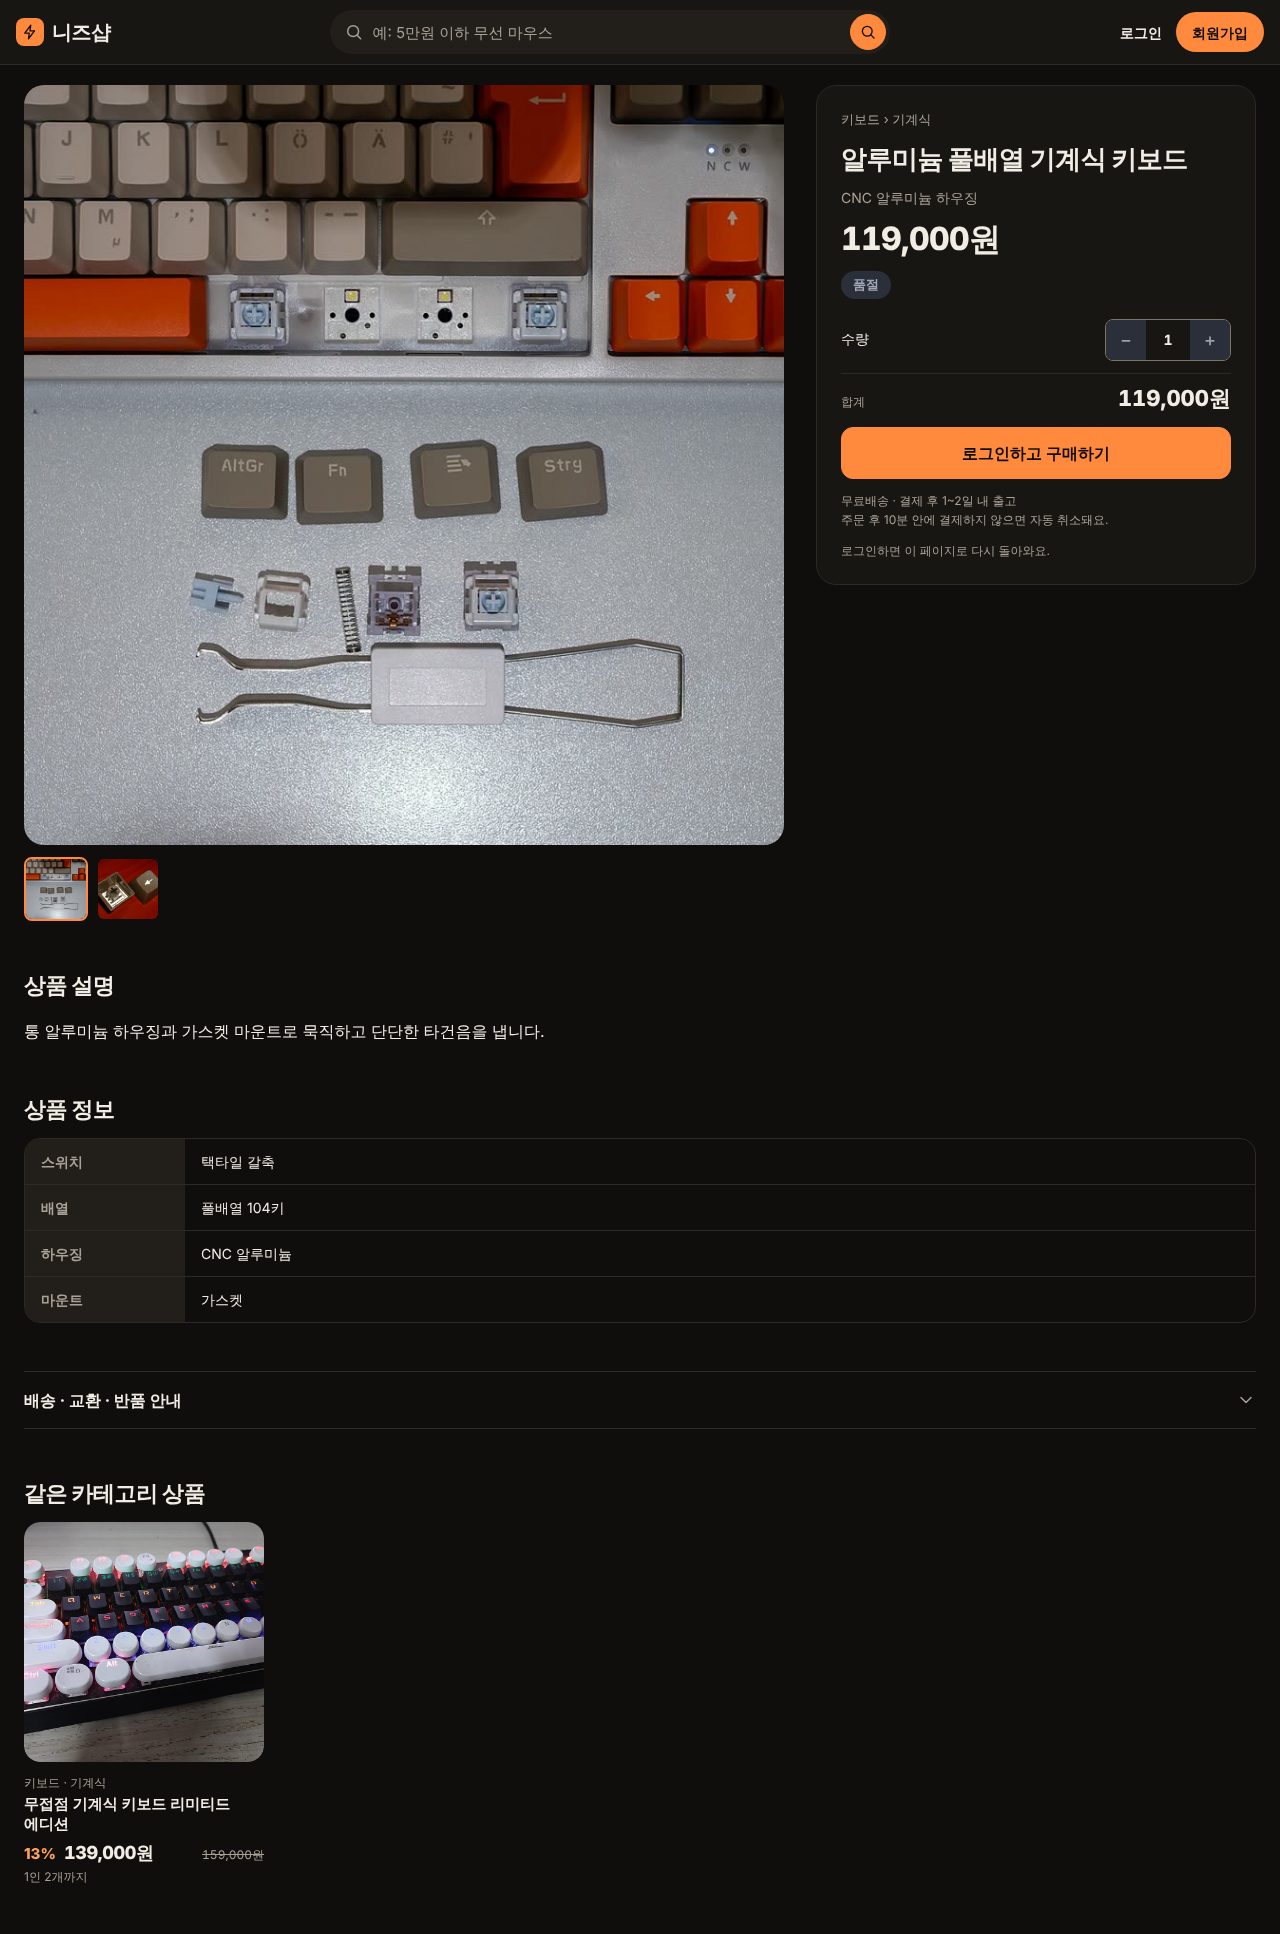 니즈샵
예: 5만원 이하 무선 마우스
로그인
회원가입
J K L Ö Ä
N C W
N M ; : -
µ , .
AltGr Fn Strg
키보드 › 기계식
알루미늄 풀배열 기계식 키보드
CNC 알루미늄 하우징
119,000원
품절
수량
− 1 +
합계
119,000원
로그인하고 구매하기
무료배송 · 결제 후 1~2일 내 출고
주문 후 10분 안에 결제하지 않으면 자동 취소돼요.
로그인하면 이 페이지로 다시 돌아와요.
상품 설명
통 알루미늄 하우징과 가스켓 마운트로 묵직하고 단단한 타건음을 냅니다.
상품 정보
스위치 택타일 갈축
배열 풀배열 104키
하우징 CNC 알루미늄
마운트 가스켓
배송 · 교환 · 반품 안내
같은 카테고리 상품
Alt
키보드 · 기계식
무접점 기계식 키보드 리미티드
에디션
13% 139,000원 159,000원
1인 2개까지